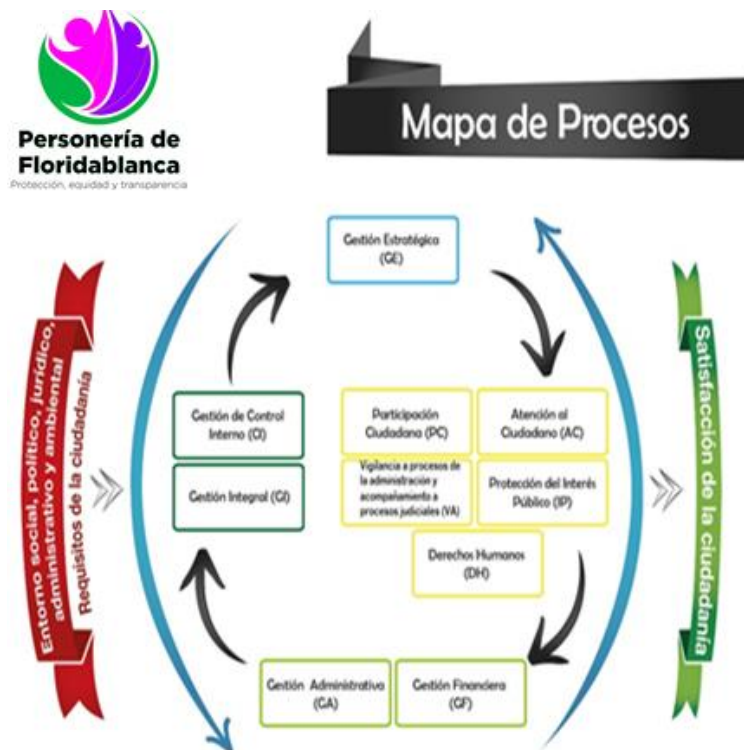 Personería de
Floridablanca
Protección, equidad y transparencia
Mapa de Procesos
Gestión Estratégica
(GE)
Entorno social, político, jurídico,
administrativo y ambiental
Requisitos de la ciudadanía
Gestión de Control
Interno (CI)
Gestión Integral (GI)
Participación
Ciudadana (PC)
Atención al
Ciudadano (AC)
Vigilancia a procesos de
la administración y
acompañamiento a
procesos judiciales (VA)
Protección del Interés
Público (IP)
Derechos Humanos
(DH)
Gestión Administrativa
(GA)
Gestión Financiera
(GF)
Satisfacción de la ciudadanía